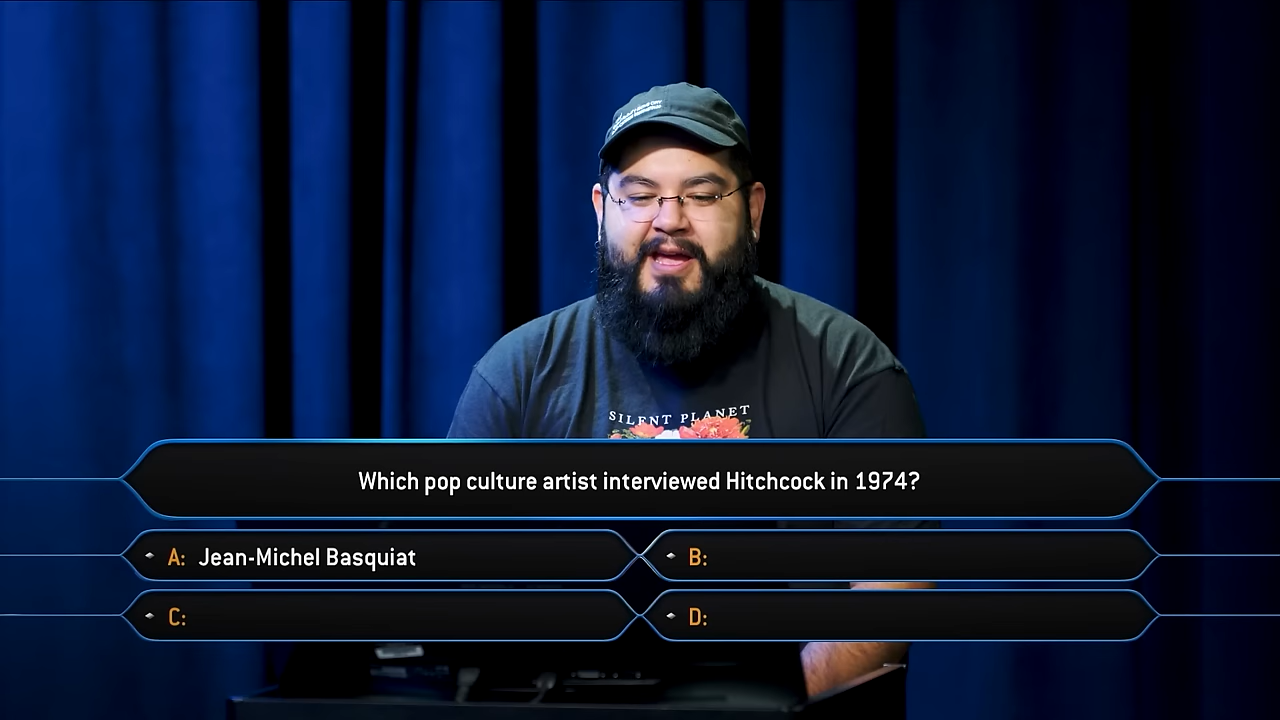 SILENT PLANET
Which pop culture artist interviewed Hitchcock in 1974?
A: Jean-Michel Basquiat
B:
C:
D: